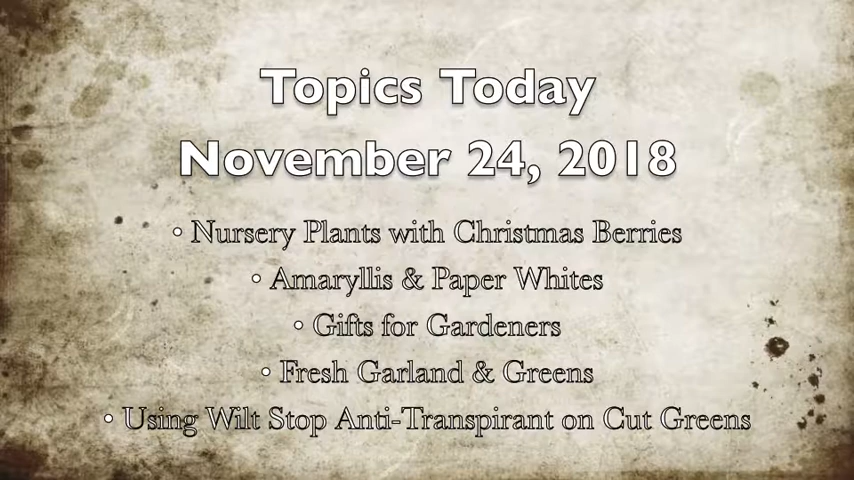 Topics Today
November 24, 2018
• Nursery Plants with Christmas Berries
• Amaryllis & Paper Whites
• Gifts for Gardeners
• Fresh Garland & Greens
• Using Wilt Stop Anti-Transpirant on Cut Greens